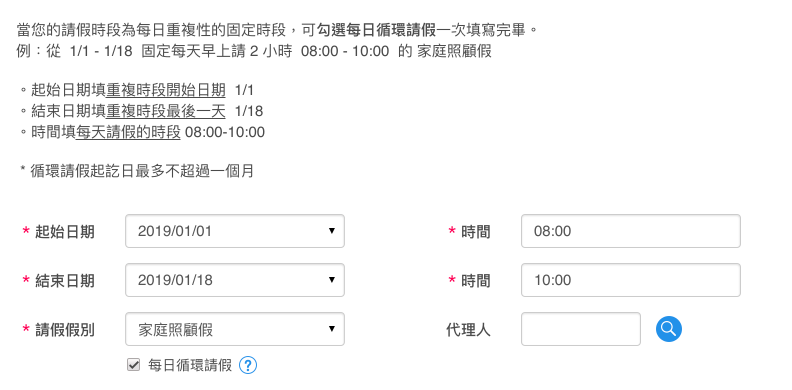 當您的請假時段為每日重複性的固定時段，可勾選每日循環請假一次填寫完畢。
例：從 1/1 - 1/18 固定每天早上請 2 小時 08:00 - 10:00 的 家庭照顧假
◦ 起始日期填重複時段開始日期 1/1
◦ 結束日期填重複時段最後一天 1/18
◦ 時間填每天請假的時段 08:00-10:00
* 循環請假起訖日最多不超過一個月
* 起始日期 2019/01/01 * 時間 08:00
* 結束日期 2019/01/18 * 時間 10:00
* 請假假別 家庭照顧假 代理人
每日循環請假 ?